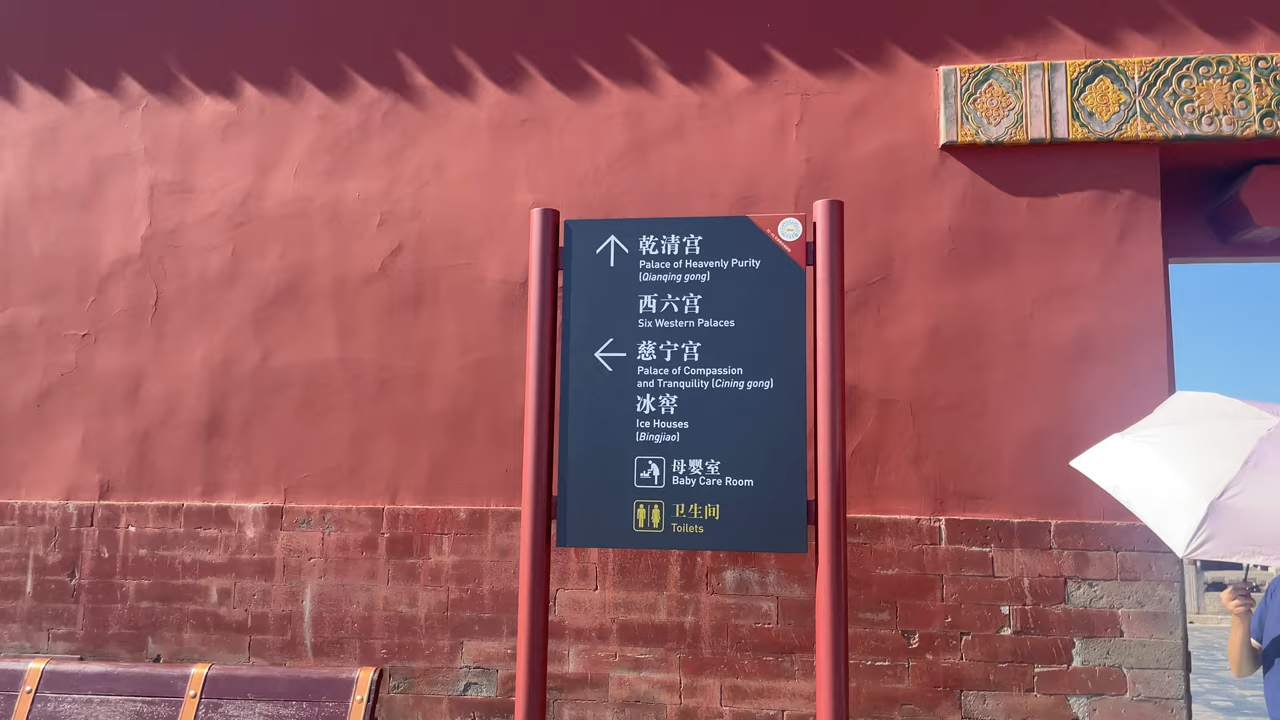 乾清宫
Palace of Heavenly Purity
(Qianqing gong)
西六宫
Six Western Palaces
慈宁宫
Palace of Compassion
and Tranquility (Cining gong)
冰窖
Ice Houses
(Bingjiao)
母婴室
Baby Care Room
卫生间
Toilets